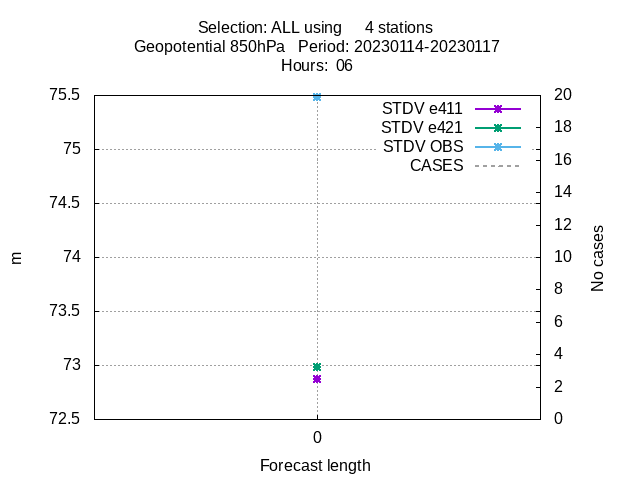 Selection: ALL using     4 stations
Geopotential 850hPa   Period: 20230114-20230117
Hours:  06
75.5
75
74.5
74
73.5
73
72.5
m
20
18
16
14
12
10
8
6
4
2
0
No cases
STDV e411
STDV e421
STDV OBS
CASES
0
Forecast length